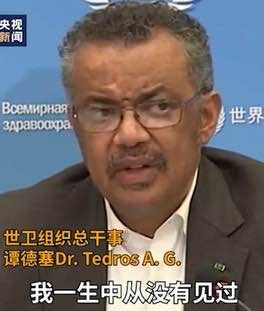 央视
新闻
Всемирная
здравоохран
世界
世卫组织总干事
谭德塞Dr. Tedros A. G.
我一生中从没有见过